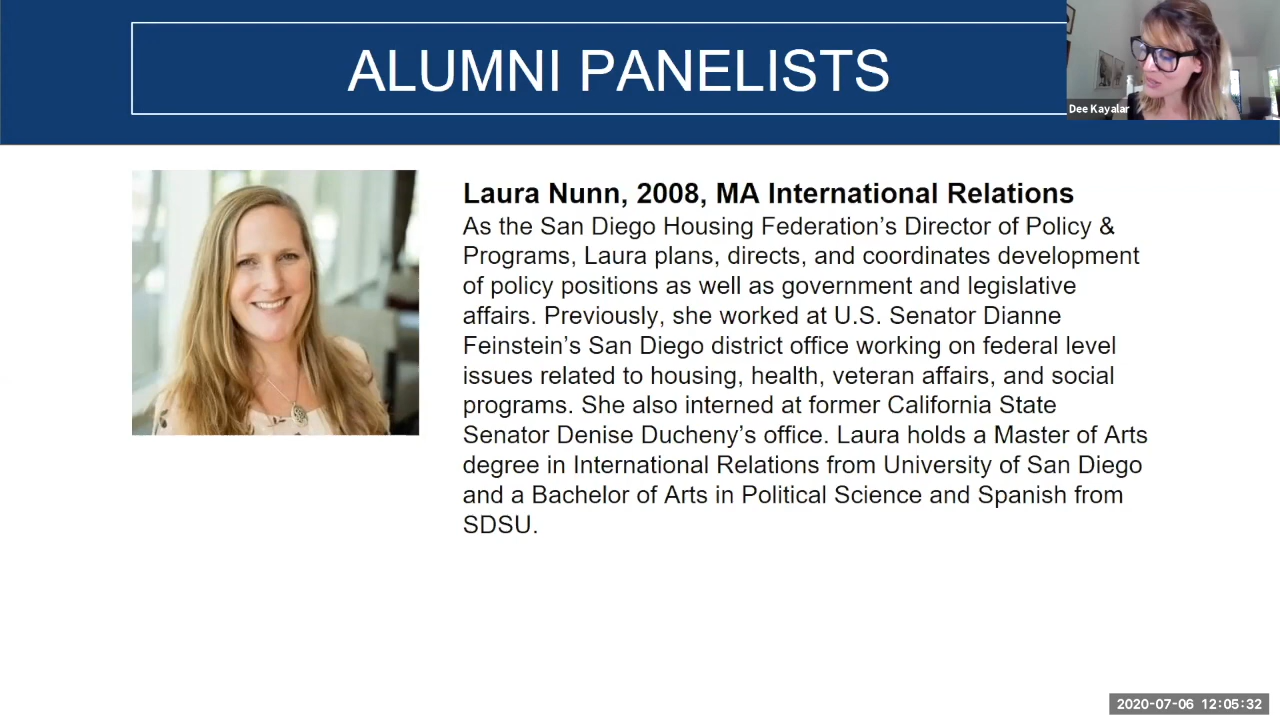 ALUMNI PANELISTS
Dee Kayalar
Laura Nunn, 2008, MA International Relations
As the San Diego Housing Federation’s Director of Policy &
Programs, Laura plans, directs, and coordinates development
of policy positions as well as government and legislative
affairs. Previously, she worked at U.S. Senator Dianne
Feinstein’s San Diego district office working on federal level
issues related to housing, health, veteran affairs, and social
programs. She also interned at former California State
Senator Denise Ducheny’s office. Laura holds a Master of Arts
degree in International Relations from University of San Diego
and a Bachelor of Arts in Political Science and Spanish from
SDSU.
2020-07-06 12:05:32